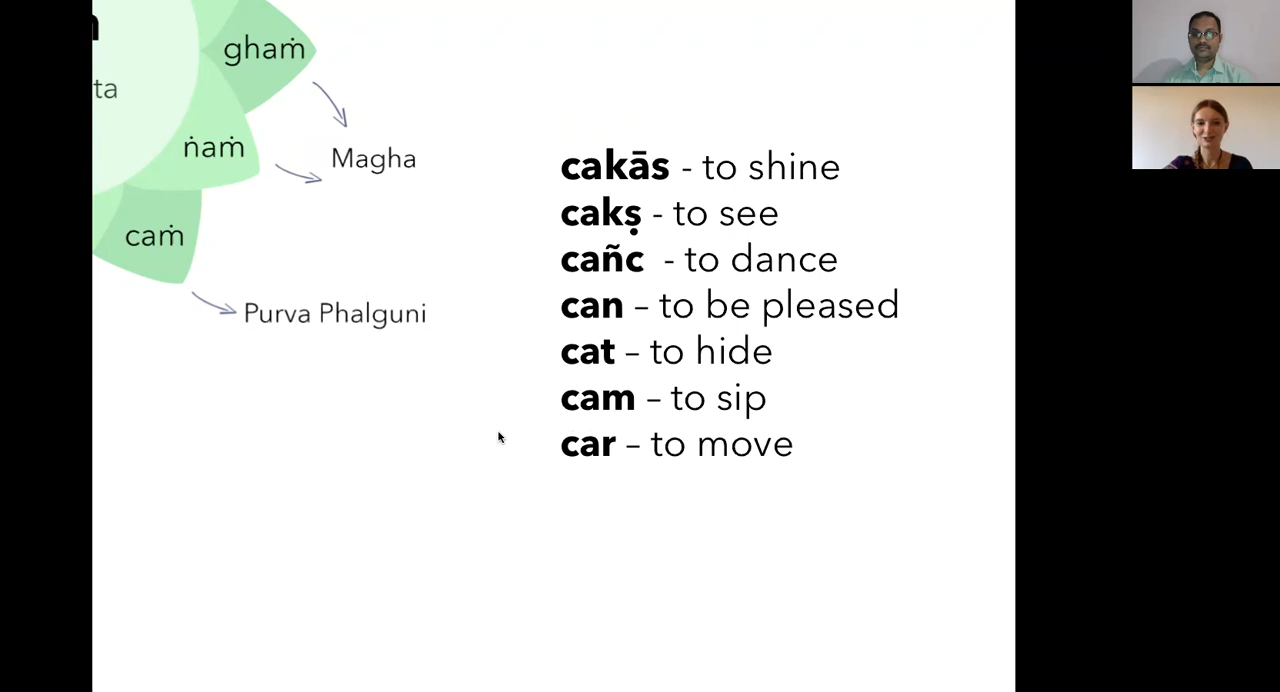 ghaṁ
ta
ṅaṁ
Magha
caṁ
Purva Phalguni
cakās - to shine
cakṣ - to see
cañc - to dance
can – to be pleased
cat – to hide
cam – to sip
car – to move